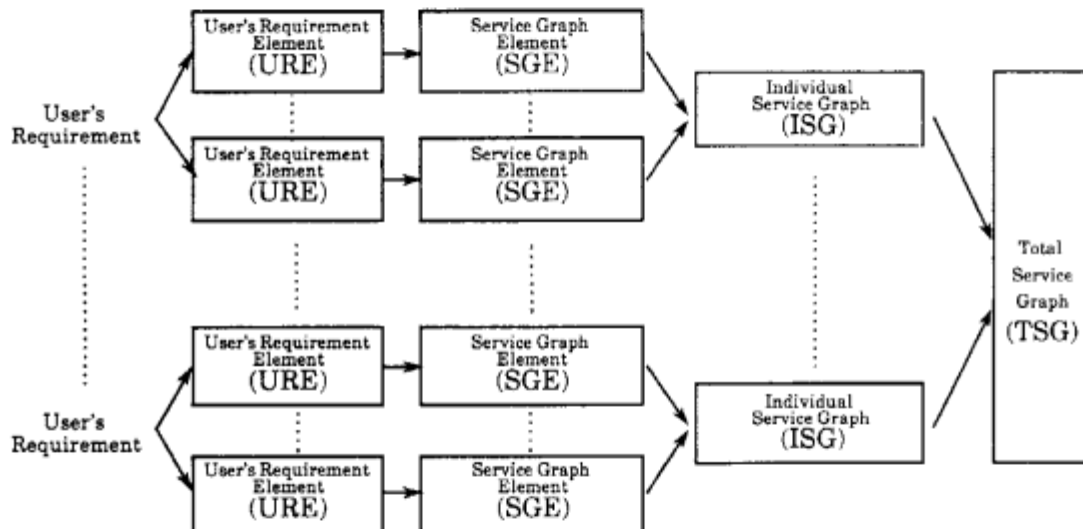 User's
Requirement
User's Requirement
Element
(URE)
Service Graph
Element
(SGE)
User's Requirement
Element
(URE)
Service Graph
Element
(SGE)
Individual
Service Graph
(ISG)
User's
Requirement
User's Requirement
Element
(URE)
Service Graph
Element
(SGE)
User's Requirement
Element
(URE)
Service Graph
Element
(SGE)
Individual
Service Graph
(ISG)
Total
Service
Graph
(TSG)